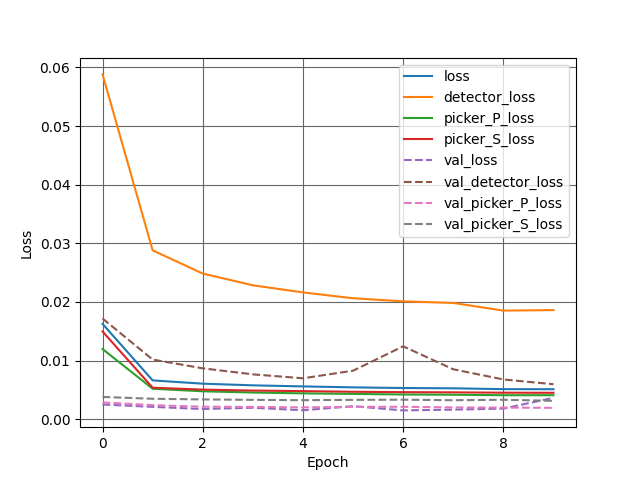 0.06
0.05
0.04
0.03
0.02
0.01
0.00
Loss
0 2 4 6 8
Epoch
loss
detector_loss
picker_P_loss
picker_S_loss
val_loss
val_detector_loss
val_picker_P_loss
val_picker_S_loss